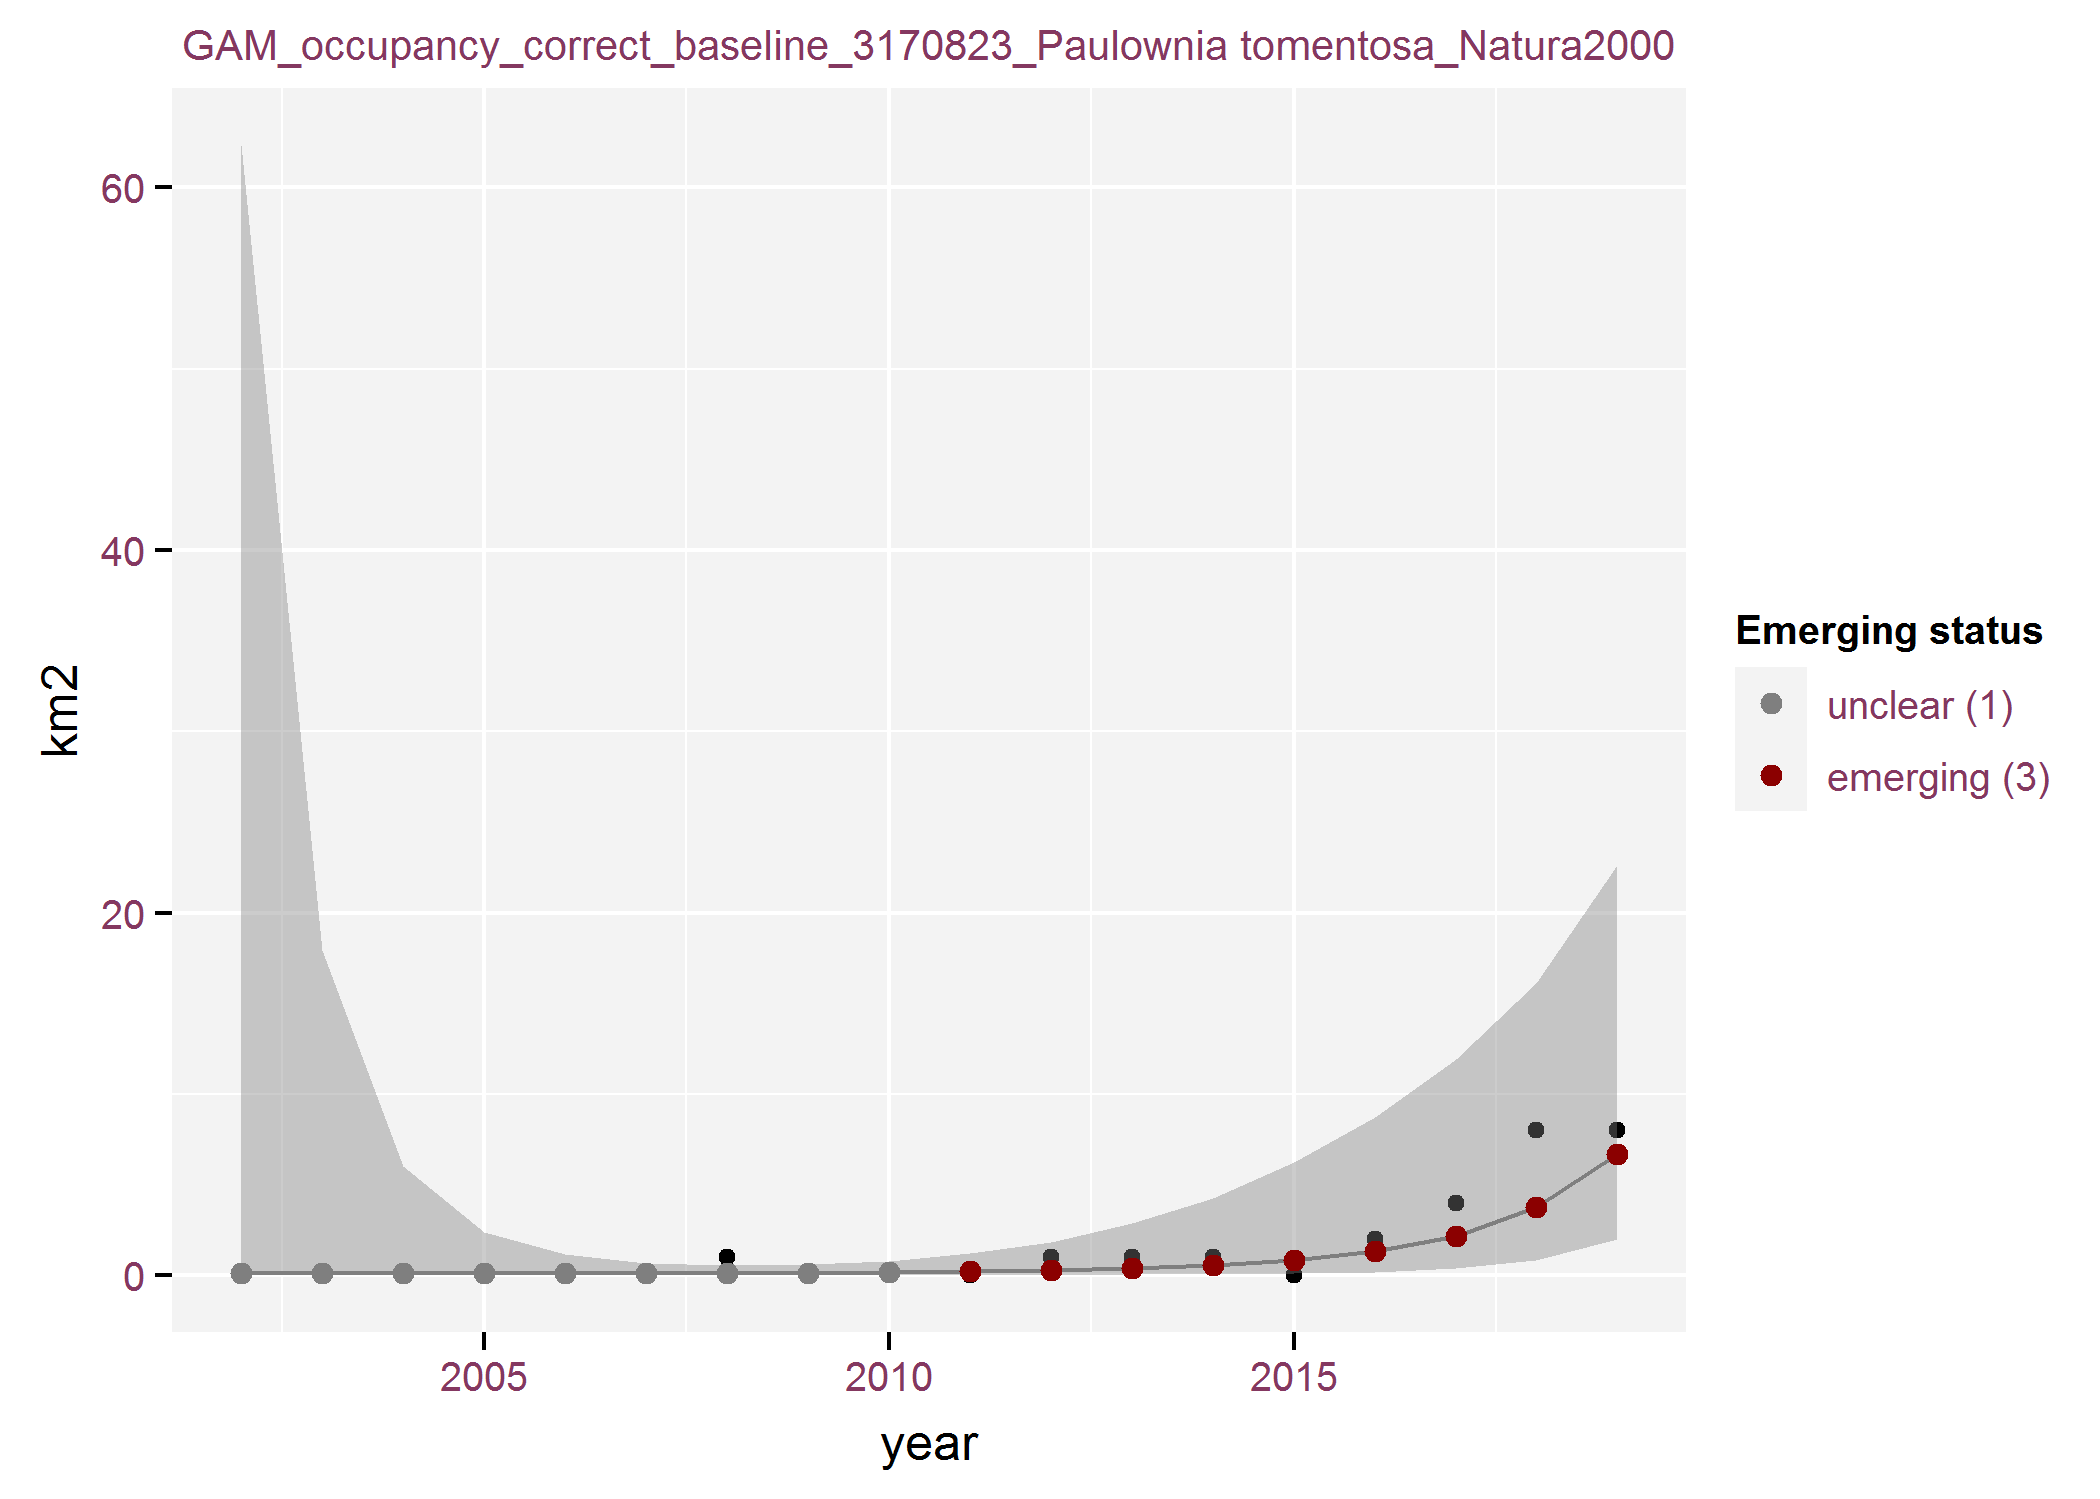 GAM_occupancy_correct_baseline_3170823_Paulownia tomentosa_Natura2000
60
40
20
0
km2
2005
2010
2015
year
Emerging status
unclear (1)
emerging (3)